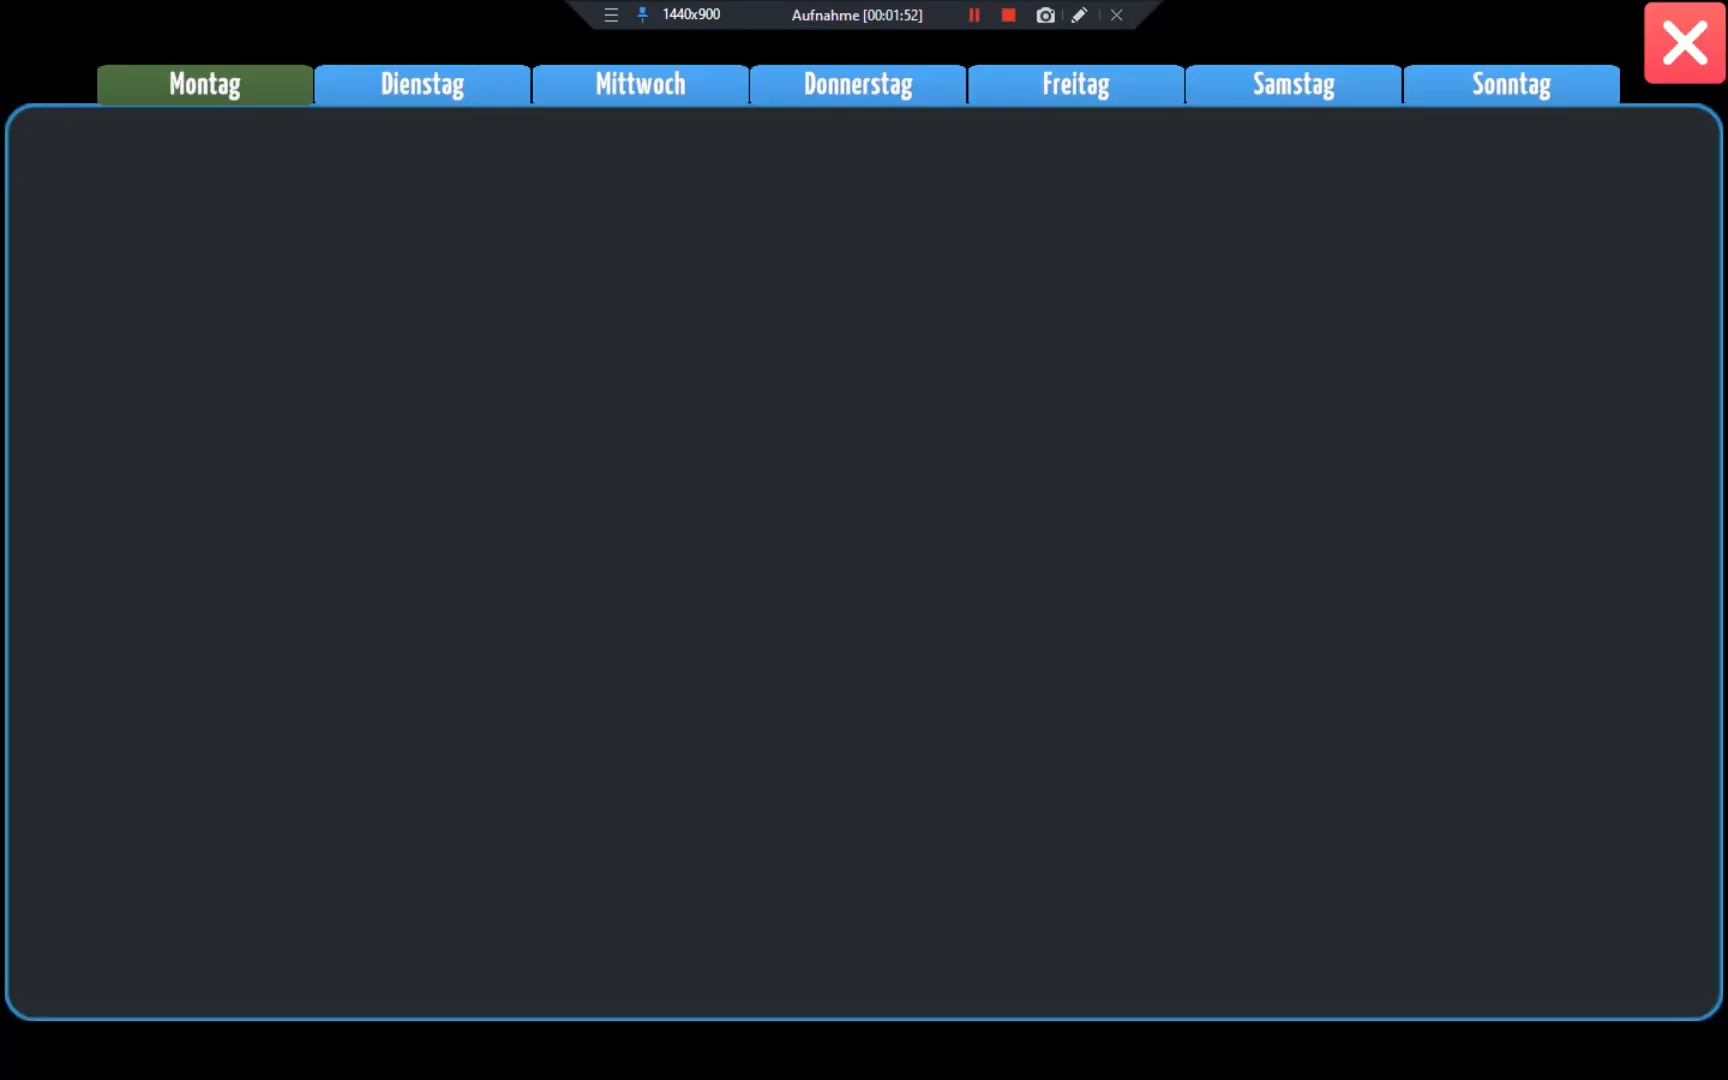 1440x900 Aufnahme [00:01:52]
Montag Dienstag Mittwoch Donnerstag Freitag Samstag Sonntag